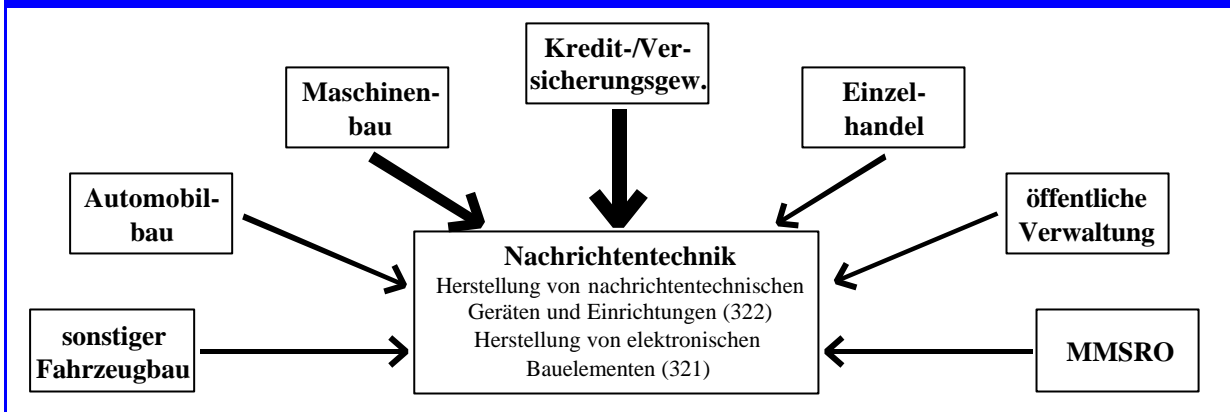 Kredit-/Ver-
sicherungsgew.
Maschinen-
bau
Einzel-
handel
Automobil-
bau
öffentliche
Verwaltung
Nachrichtentechnik
Herstellung von nachrichtentechnischen
Geräten und Einrichtungen (322)
Herstellung von elektronischen
Bauelementen (321)
sonstiger
Fahrzeugbau
MMSRO